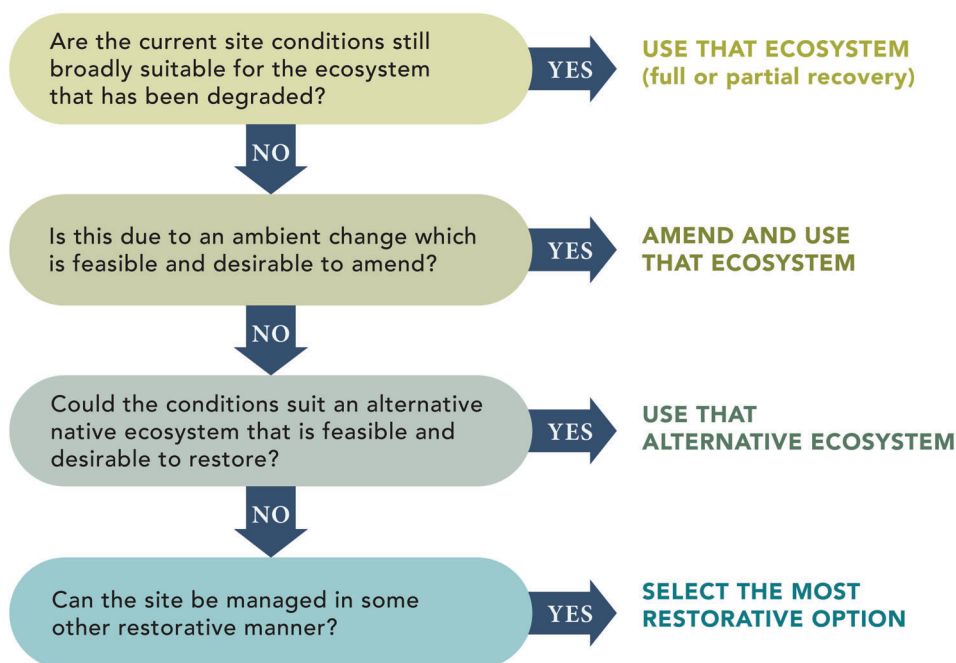 Are the current site conditions still
broadly suitable for the ecosystem
that has been degraded?
YES
USE THAT ECOSYSTEM
(full or partial recovery)
NO
Is this due to an ambient change which
is feasible and desirable to amend?
YES
AMEND AND USE
THAT ECOSYSTEM
NO
Could the conditions suit an alternative
native ecosystem that is feasible and
desirable to restore?
YES
USE THAT
ALTERNATIVE ECOSYSTEM
NO
Can the site be managed in some
other restorative manner?
YES
SELECT THE MOST
RESTORATIVE OPTION